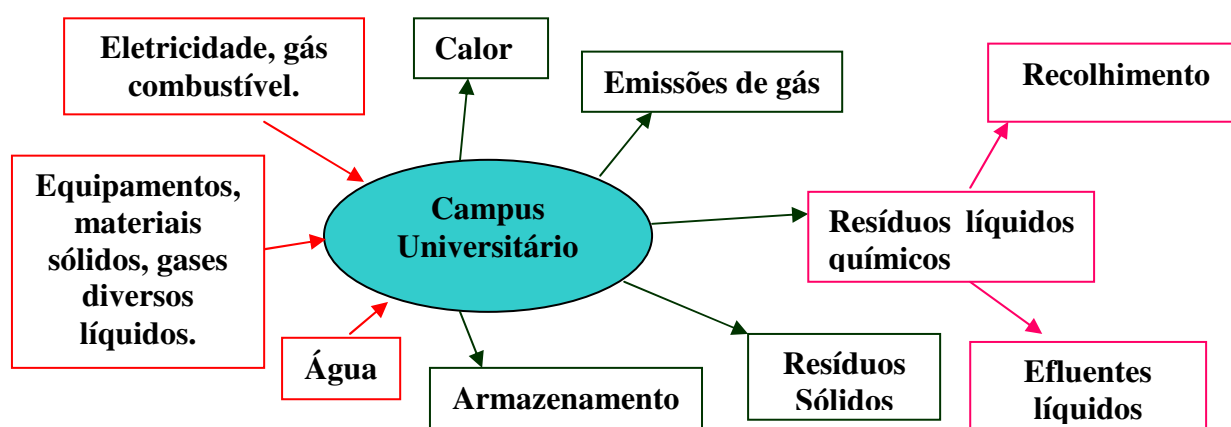 Eletricidade, gás
combustível.
Calor
Emissões de gás
Recolhimento
Equipamentos,
materiais
sólidos, gases
diversos
líquidos.
Campus
Universitário
Resíduos líquidos
químicos
Água
Armazenamento
Resíduos
Sólidos
Efluentes
líquidos